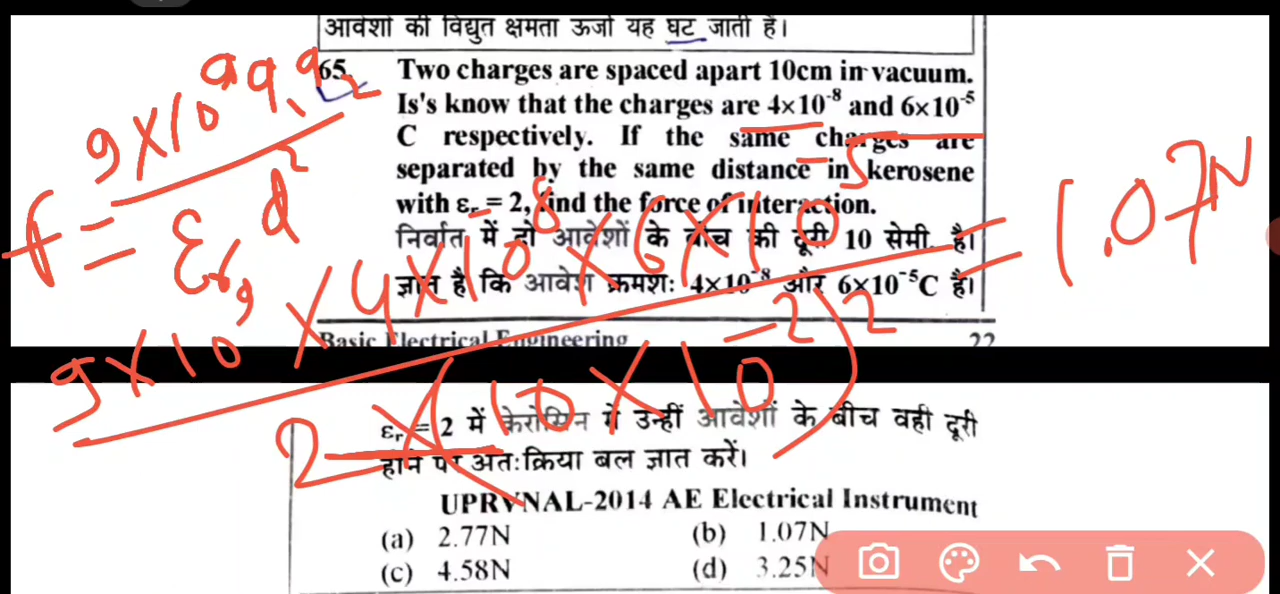 आवेशों की विद्युत क्षमता ऊर्जा यह घट जाती है।
65. Two charges are spaced apart 10cm in vacuum.
Is's know that the charges are 4×10⁻⁸ and 6×10⁻⁵
C respectively. If the same charges are
separated by the same distance in kerosene
with εᵣ = 2, find the force of interaction.
निर्वात में दो आवेशों के बीच की दूरी 10 सेमी. है।
ज्ञात है कि आवेश क्रमशः 4×10⁻⁸ और 6×10⁻⁵C है।
Basic Electrical Engineering 22
εᵣ = 2 में केरोसिन में उन्हीं आवेशों के बीच वही दूरी
होने पर अंतःक्रिया बल ज्ञात करें।
UPRVNAL-2014 AE Electrical Instrument
(a) 2.77N (b) 1.07N
(c) 4.58N (d) 3.25N
f = 9×10⁹ q₁ q₂
εᵣ d²
9×10⁹ × 4×10⁻⁸ × 6×10⁻⁵ = 1.07N
2×(10×10⁻²)²